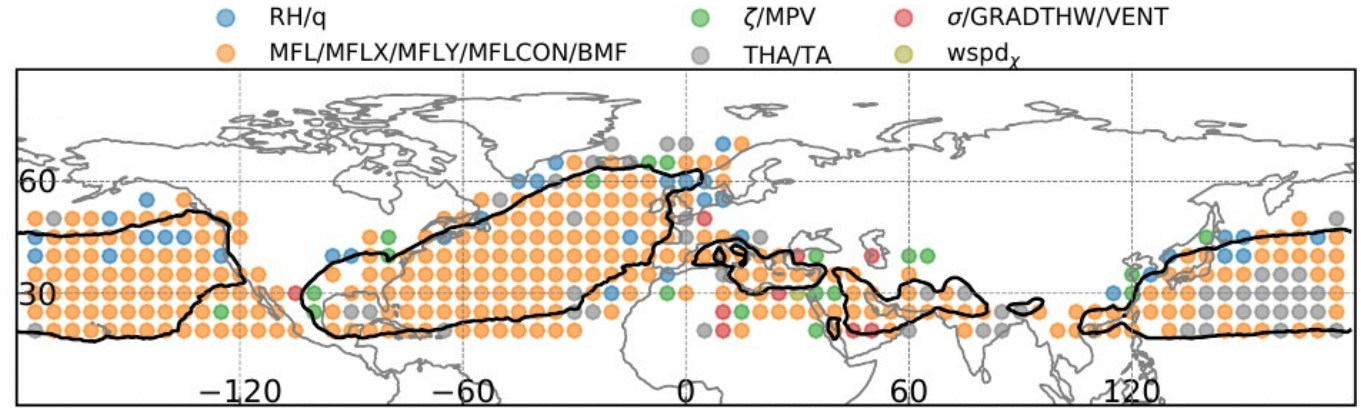 RH/q ζ/MPV σ/GRADTHW/VENT
MFL/MFLX/MFLY/MFLCON/BMF THA/TA wspdχ
60
30
−120 −60 0 60 120